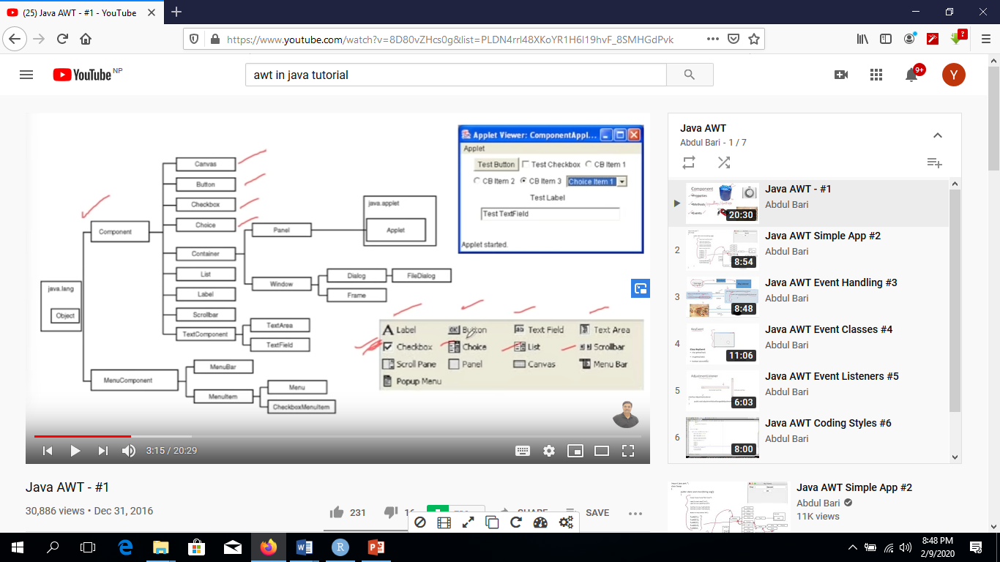 (25) Java AWT - #1 - YouTube
https://www.youtube.com/watch?v=8D80vZHcs0g&list=PLDN4rrl48XKoYR1H6I19hvF_8SMHGdPvk
YouTube NP
awt in java tutorial
9+
Y
Canvas
Button
Checkbox
Choice
Component
Container
List
Label
Scrollbar
TextComponent
TextArea
TextField
Panel
java.applet
Applet
Window
Dialog
FileDialog
Frame
java.lang
Object
MenuComponent
MenuBar
MenuItem
Menu
CheckboxMenuItem
Applet Viewer: ComponentAppl...
Applet
Test Button Test Checkbox CB Item 1
CB Item 2 CB Item 3 Choice Item 1
Test Label
Test TextField
Applet started.
A Label OK Button ab Text Field Text Area
Checkbox Choice List Scrollbar
Scroll Pane Panel Canvas Menu Bar
Popup Menu
3:15 / 20:29
Java AWT - #1
30,886 views • Dec 31, 2016
231
SHARE
SAVE
Java AWT
Abdul Bari - 1 / 7
Component
Properties
Methods
Events
20:30
Java AWT - #1
Abdul Bari
2
8:54
Java AWT Simple App #2
Abdul Bari
3
8:48
Java AWT Event Handling #3
Abdul Bari
4
11:06
Java AWT Event Classes #4
Abdul Bari
5
6:03
Java AWT Event Listeners #5
Abdul Bari
6
8:00
Java AWT Coding Styles #6
Abdul Bari
Java AWT Simple App #2
Abdul Bari
11K views
8:48 PM
2/9/2020